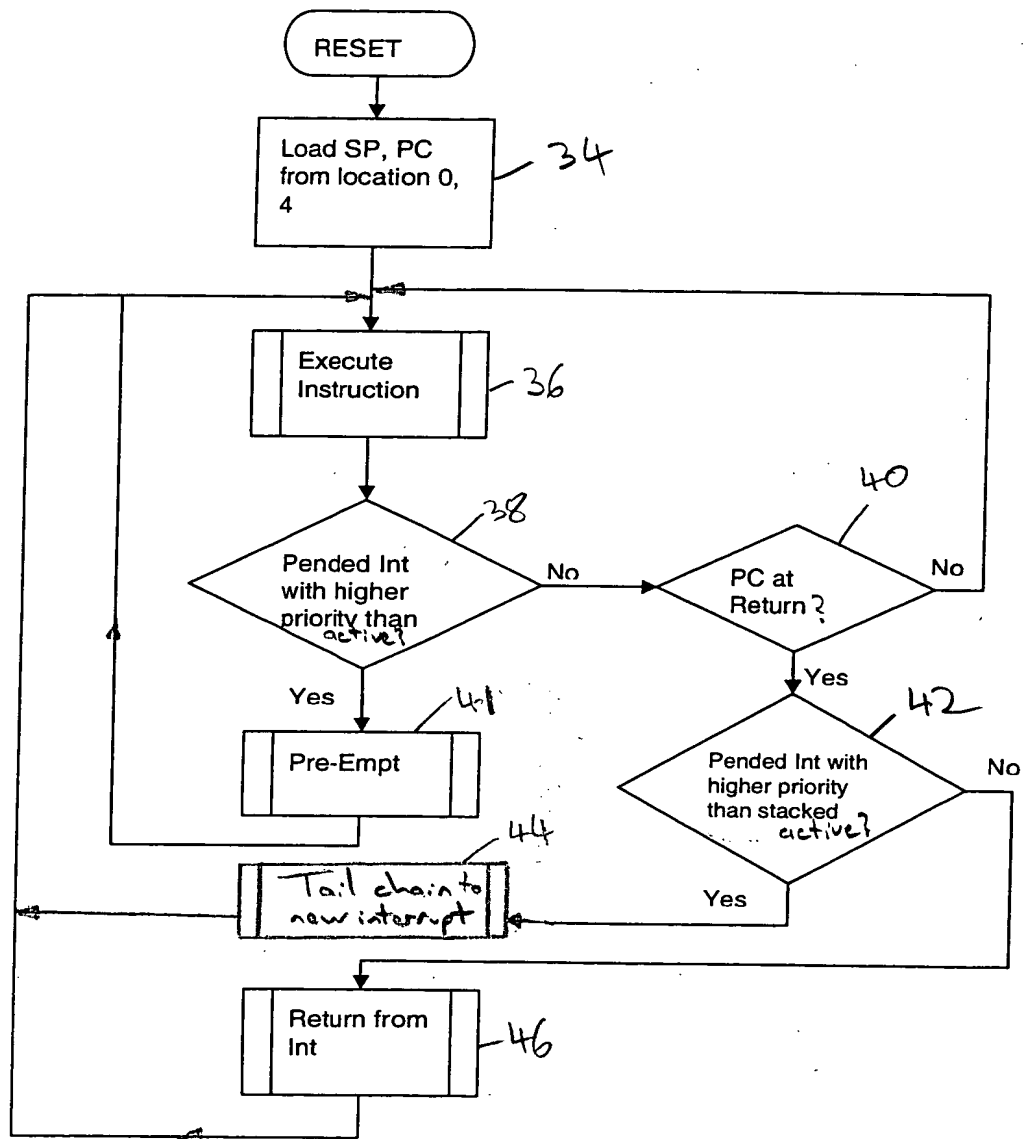 RESET
Load SP, PC
from location 0,
4
34
Execute
Instruction
36
38
Pended Int
with higher
priority than
active?
No
40
PC at
Return?
No
Yes
Yes
41
Pre-Empt
42
Pended Int with
higher priority
than stacked
active?
No
Yes
44
Tail chain to
new interrupt
Return from
Int
46